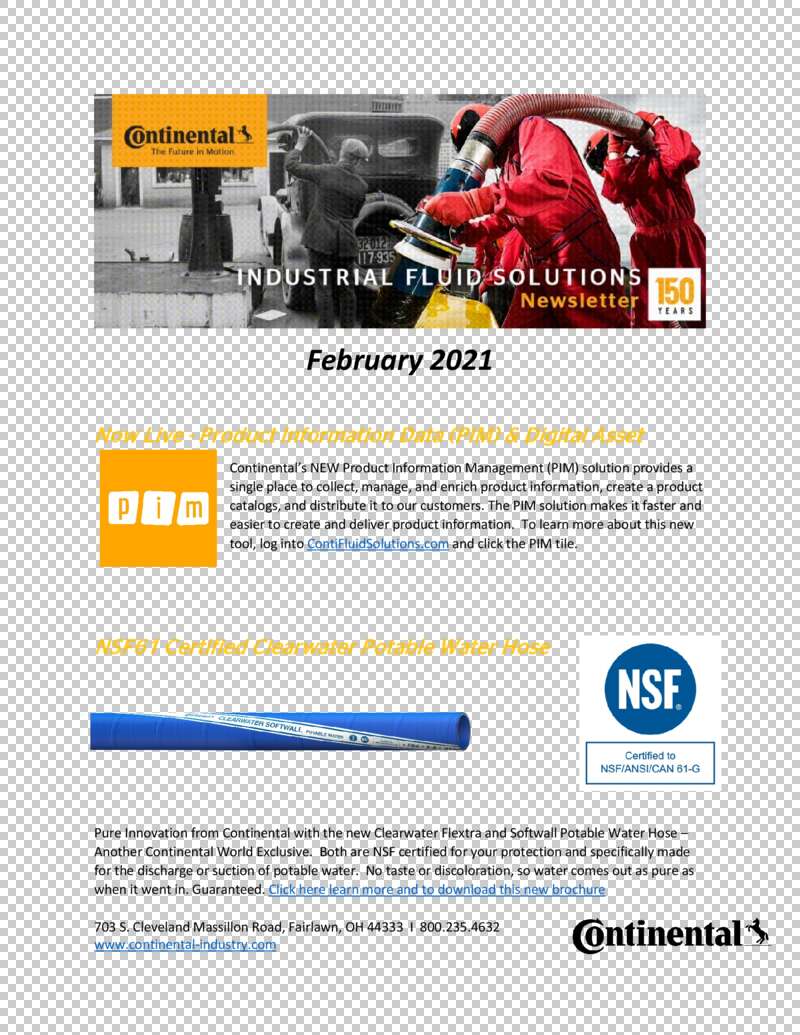 Continental
The Future in Motion
32-012
117-935
INDUSTRIAL FLUID SOLUTIONS
Newsletter
150
YEARS
February 2021
Now Live - Product Information Data (PIM) & Digital Asset
pim
Continental's NEW Product Information Management (PIM) solution provides a
single place to collect, manage, and enrich product information, create a product
catalogs, and distribute it to our customers. The PIM solution makes it faster and
easier to create and deliver product information.  To learn more about this new
tool, log into ContiFluidSolutions.com and click the PIM tile.
NSF61 Certified Clearwater Potable Water Hose
NSF®
Certified to
NSF/ANSI/CAN 61-G
CLEARWATER SOFTWALL POTABLE WATER
Pure Innovation from Continental with the new Clearwater Flextra and Softwall Potable Water Hose –
Another Continental World Exclusive.  Both are NSF certified for your protection and specifically made
for the discharge or suction of potable water.  No taste or discoloration, so water comes out as pure as
when it went in. Guaranteed. Click here learn more and to download this new brochure
703 S. Cleveland Massillon Road, Fairlawn, OH 44333  I  800.235.4632
www.continental-industry.com
Continental